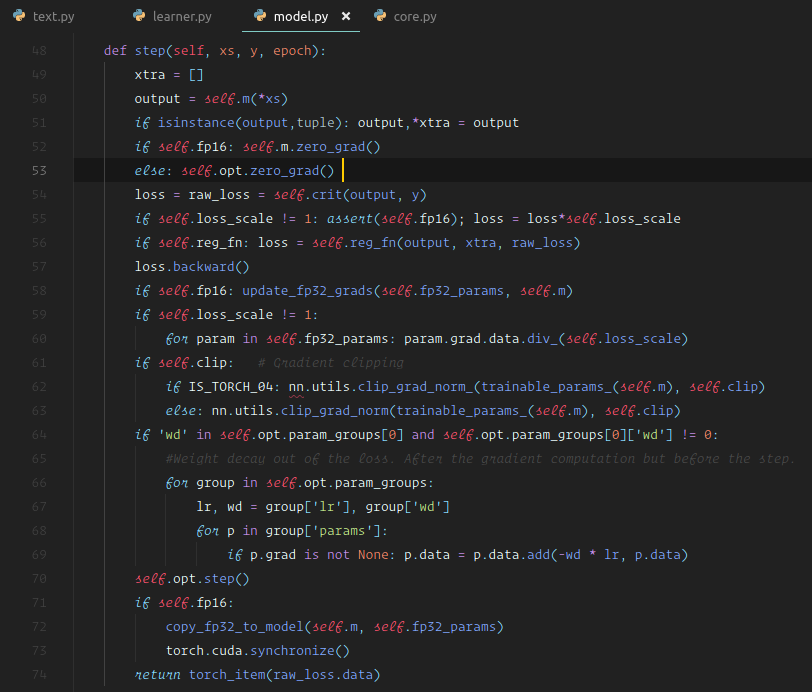 text.py learner.py model.py × core.py
48 def step(self, xs, y, epoch):
49 xtra = []
50 output = self.m(*xs)
51 if isinstance(output,tuple): output,*xtra = output
52 if self.fp16: self.m.zero_grad()
53 else: self.opt.zero_grad()
54 loss = raw_loss = self.crit(output, y)
55 if self.loss_scale != 1: assert(self.fp16); loss = loss*self.loss_scale
56 if self.reg_fn: loss = self.reg_fn(output, xtra, raw_loss)
57 loss.backward()
58 if self.fp16: update_fp32_grads(self.fp32_params, self.m)
59 if self.loss_scale != 1:
60 for param in self.fp32_params: param.grad.data.div_(self.loss_scale)
61 if self.clip: # Gradient clipping
62 if IS_TORCH_04: nn.utils.clip_grad_norm_(trainable_params_(self.m), self.clip)
63 else: nn.utils.clip_grad_norm(trainable_params_(self.m), self.clip)
64 if 'wd' in self.opt.param_groups[0] and self.opt.param_groups[0]['wd'] != 0:
65 #Weight decay out of the loss. After the gradient computation but before the step.
66 for group in self.opt.param_groups:
67 lr, wd = group['lr'], group['wd']
68 for p in group['params']:
69 if p.grad is not None: p.data = p.data.add(-wd * lr, p.data)
70 self.opt.step()
71 if self.fp16:
72 copy_fp32_to_model(self.m, self.fp32_params)
73 torch.cuda.synchronize()
74 return torch_item(raw_loss.data)